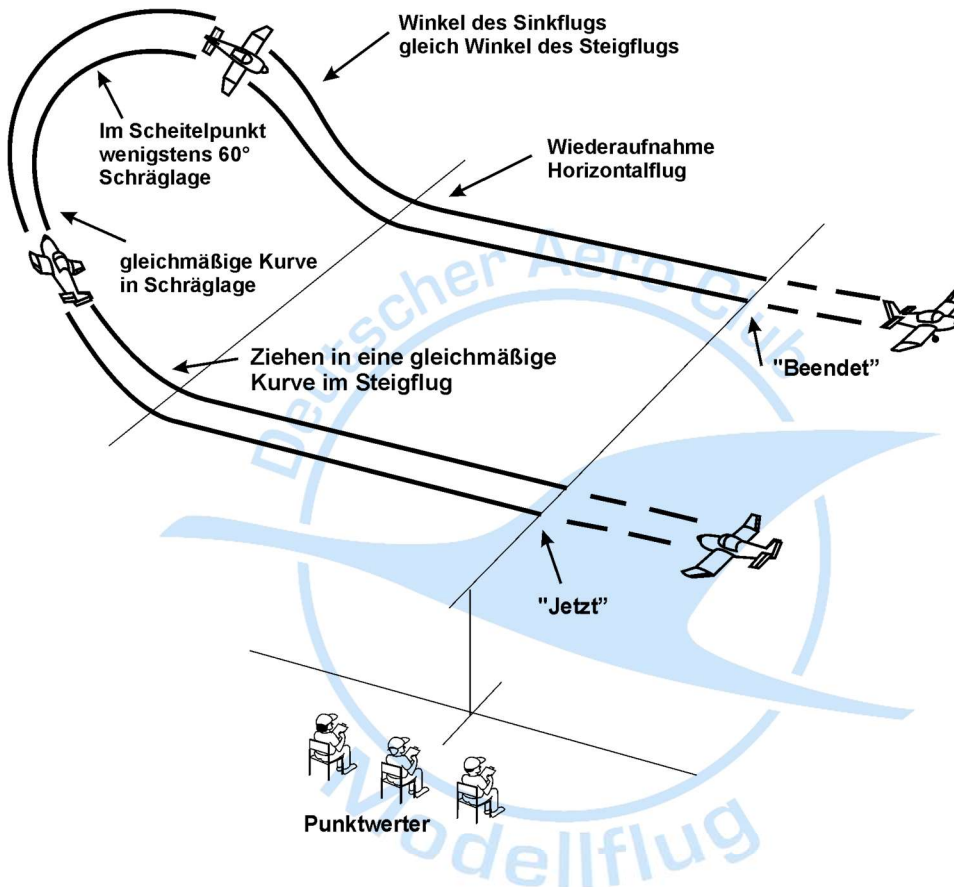 Winkel des Sinkflugs
gleich Winkel des Steigflugs
Im Scheitelpunkt
wenigstens 60°
Schräglage
Wiederaufnahme
Horizontalflug
gleichmäßige Kurve
in Schräglage
Ziehen in eine gleichmäßige
Kurve im Steigflug
"Beendet”
"Jetzt”
Punktwerter
Deutscher Aero Club
Modellflug